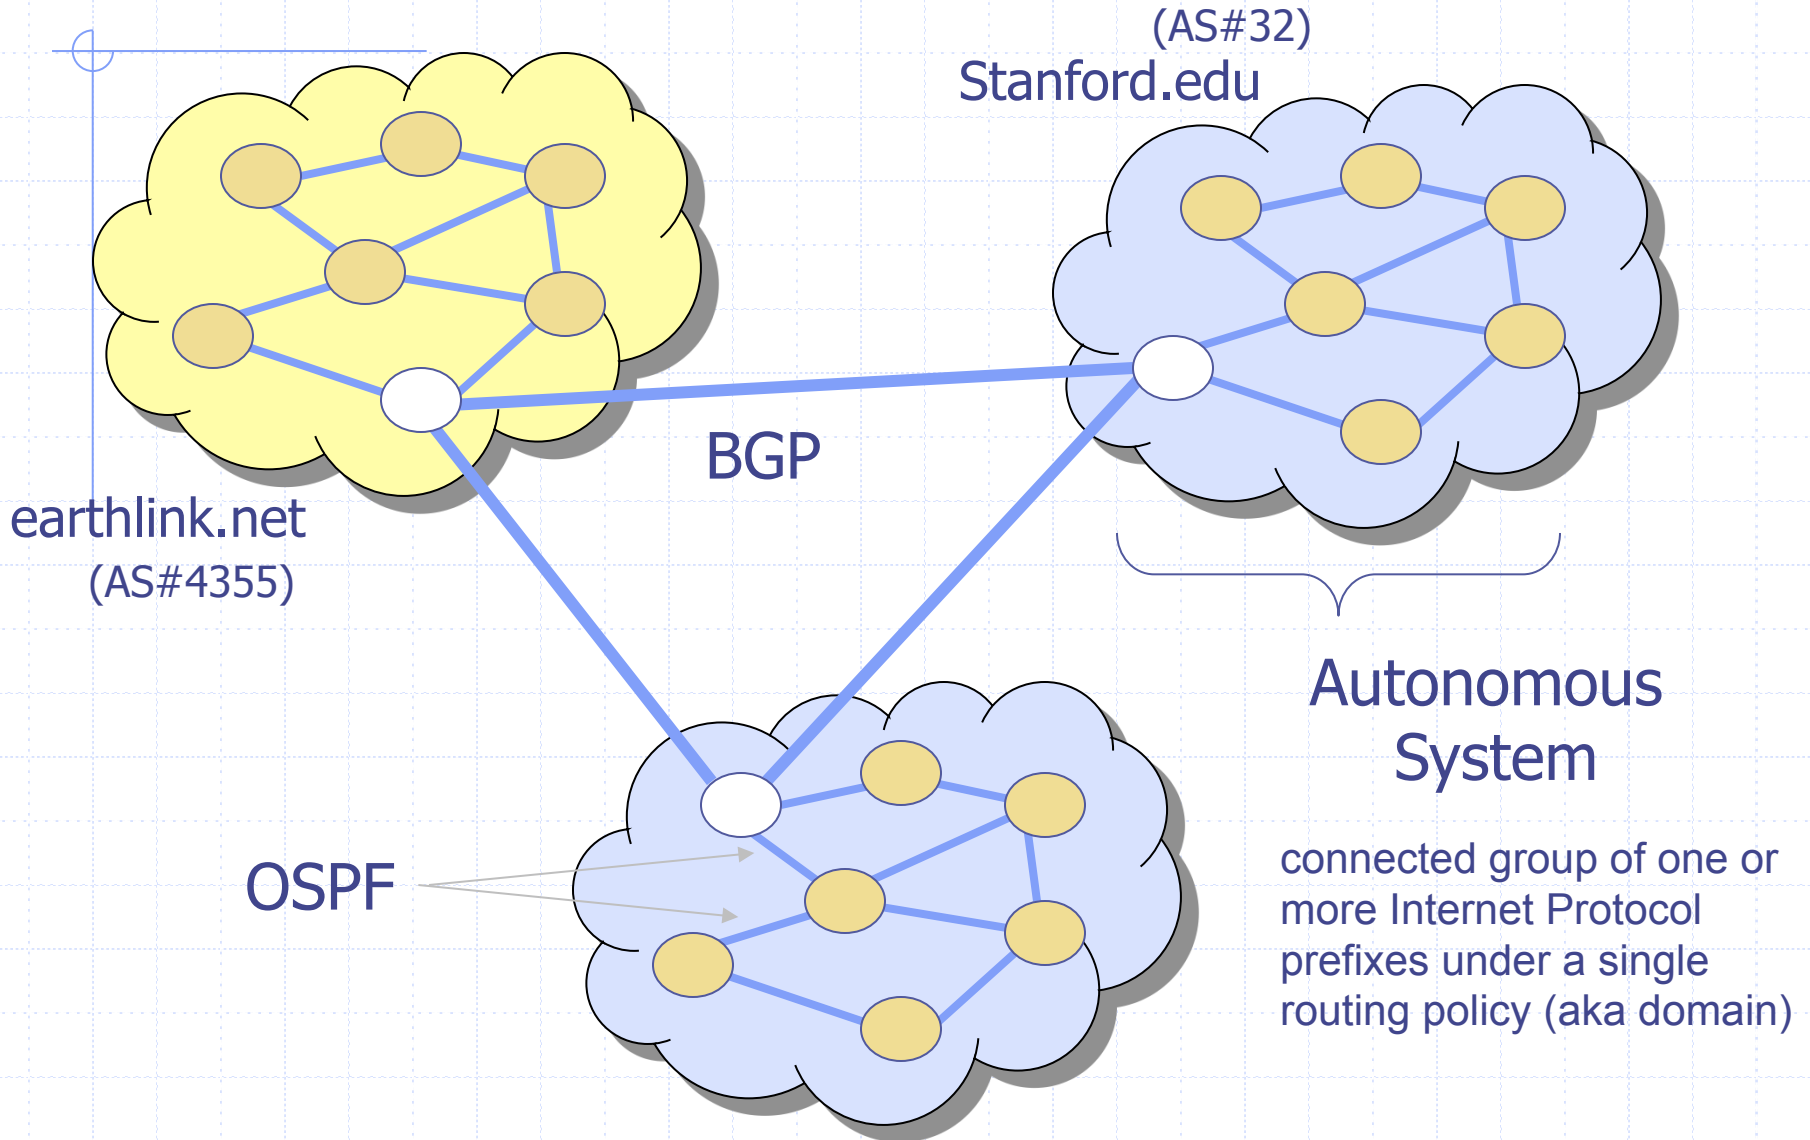 (AS#32)
Stanford.edu
BGP
earthlink.net
(AS#4355)
Autonomous
System
OSPF
connected group of one or
more Internet Protocol
prefixes under a single
routing policy (aka domain)